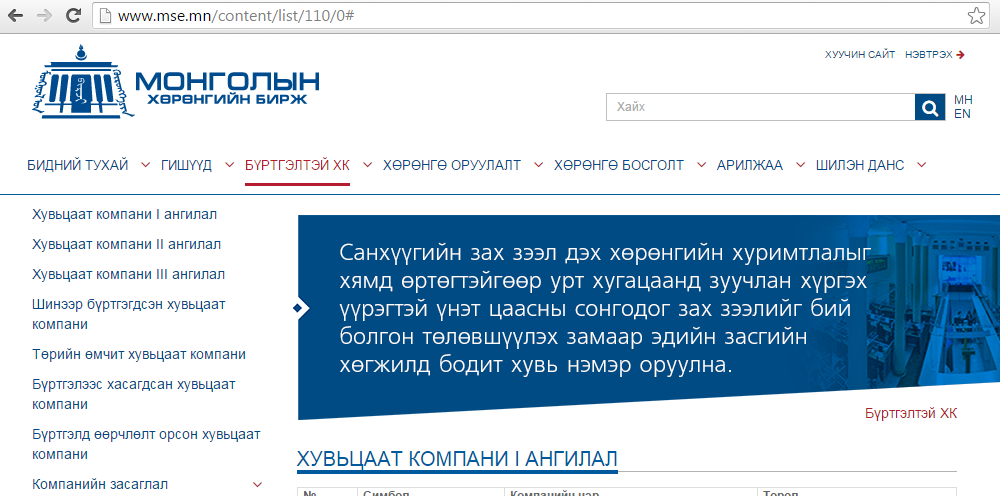 www.mse.mn/content/list/110/0#
ХУУЧИН САЙТ НЭВТРЭХ
МОНГОЛЫН
ХӨРӨНГИЙН БИРЖ
Хайх
МН
EN
БИДНИЙ ТУХАЙ ГИШҮҮД БҮРТГЭЛТЭЙ ХК ХӨРӨНГӨ ОРУУЛАЛТ ХӨРӨНГӨ БОСГОЛТ АРИЛЖАА ШИЛЭН ДАНС
Хувьцаат компани I ангилал
Хувьцаат компани II ангилал
Хувьцаат компани III ангилал
Шинээр бүртгэгдсэн хувьцаат
компани
Төрийн өмчит хувьцаат компани
Бүртгэлээс хасагдсан хувьцаат
компани
Бүртгэлд өөрчлөлт орсон хувьцаат
компани
Компанийн засаглал
Санхүүгийн зах зээл дэх хөрөнгийн хуримтлалыг
хямд өртөгтэйгөөр урт хугацаанд зуучлан хүргэх
үүрэгтэй үнэт цаасны сонгодог зах зээлийг бий
болгон төлөвшүүлэх замаар эдийн засгийн
хөгжилд бодит хувь нэмэр оруулна.
Бүртгэлтэй ХК
ХУВЬЦААТ КОМПАНИ I АНГИЛАЛ
№ Симбол Компанийн нэр Төрөл